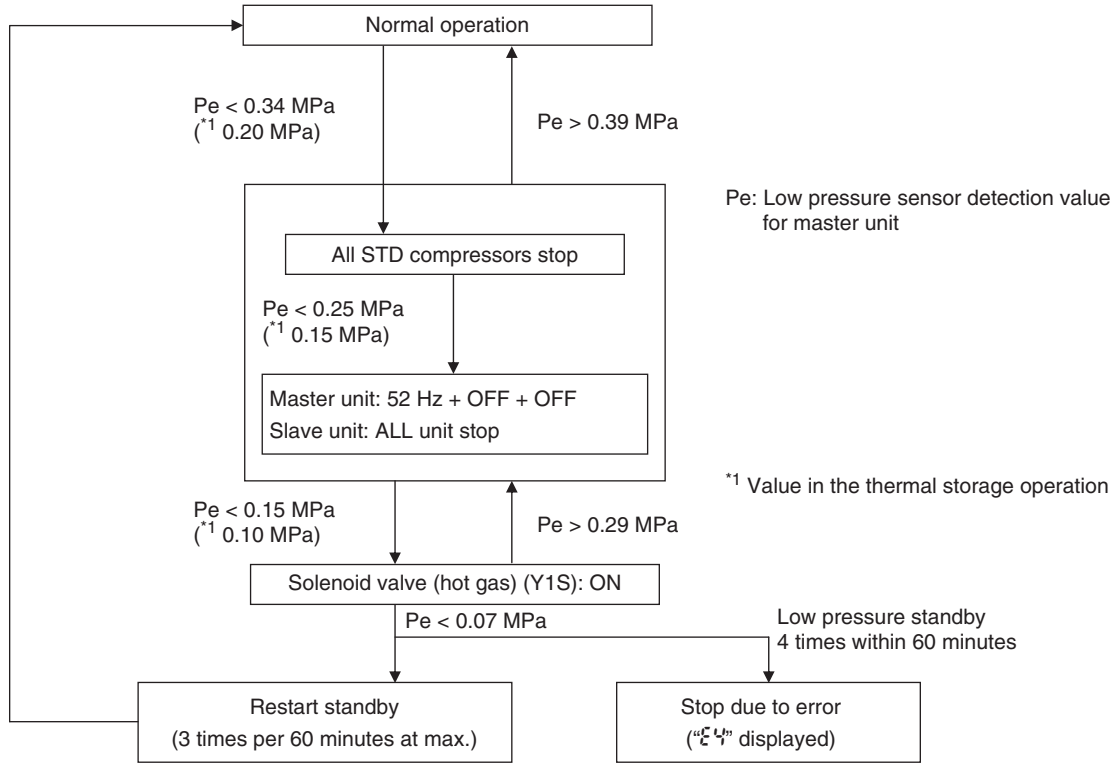 Normal operation
Pe < 0.34 MPa
(*1 0.20 MPa)
Pe > 0.39 MPa
Pe: Low pressure sensor detection value
for master unit
All STD compressors stop
Pe < 0.25 MPa
(*1 0.15 MPa)
Master unit: 52 Hz + OFF + OFF
Slave unit: ALL unit stop
*1 Value in the thermal storage operation
Pe < 0.15 MPa
(*1 0.10 MPa)
Pe > 0.29 MPa
Solenoid valve (hot gas) (Y1S): ON
Pe < 0.07 MPa
Low pressure standby
4 times within 60 minutes
Restart standby
(3 times per 60 minutes at max.)
Stop due to error
(“E4” displayed)